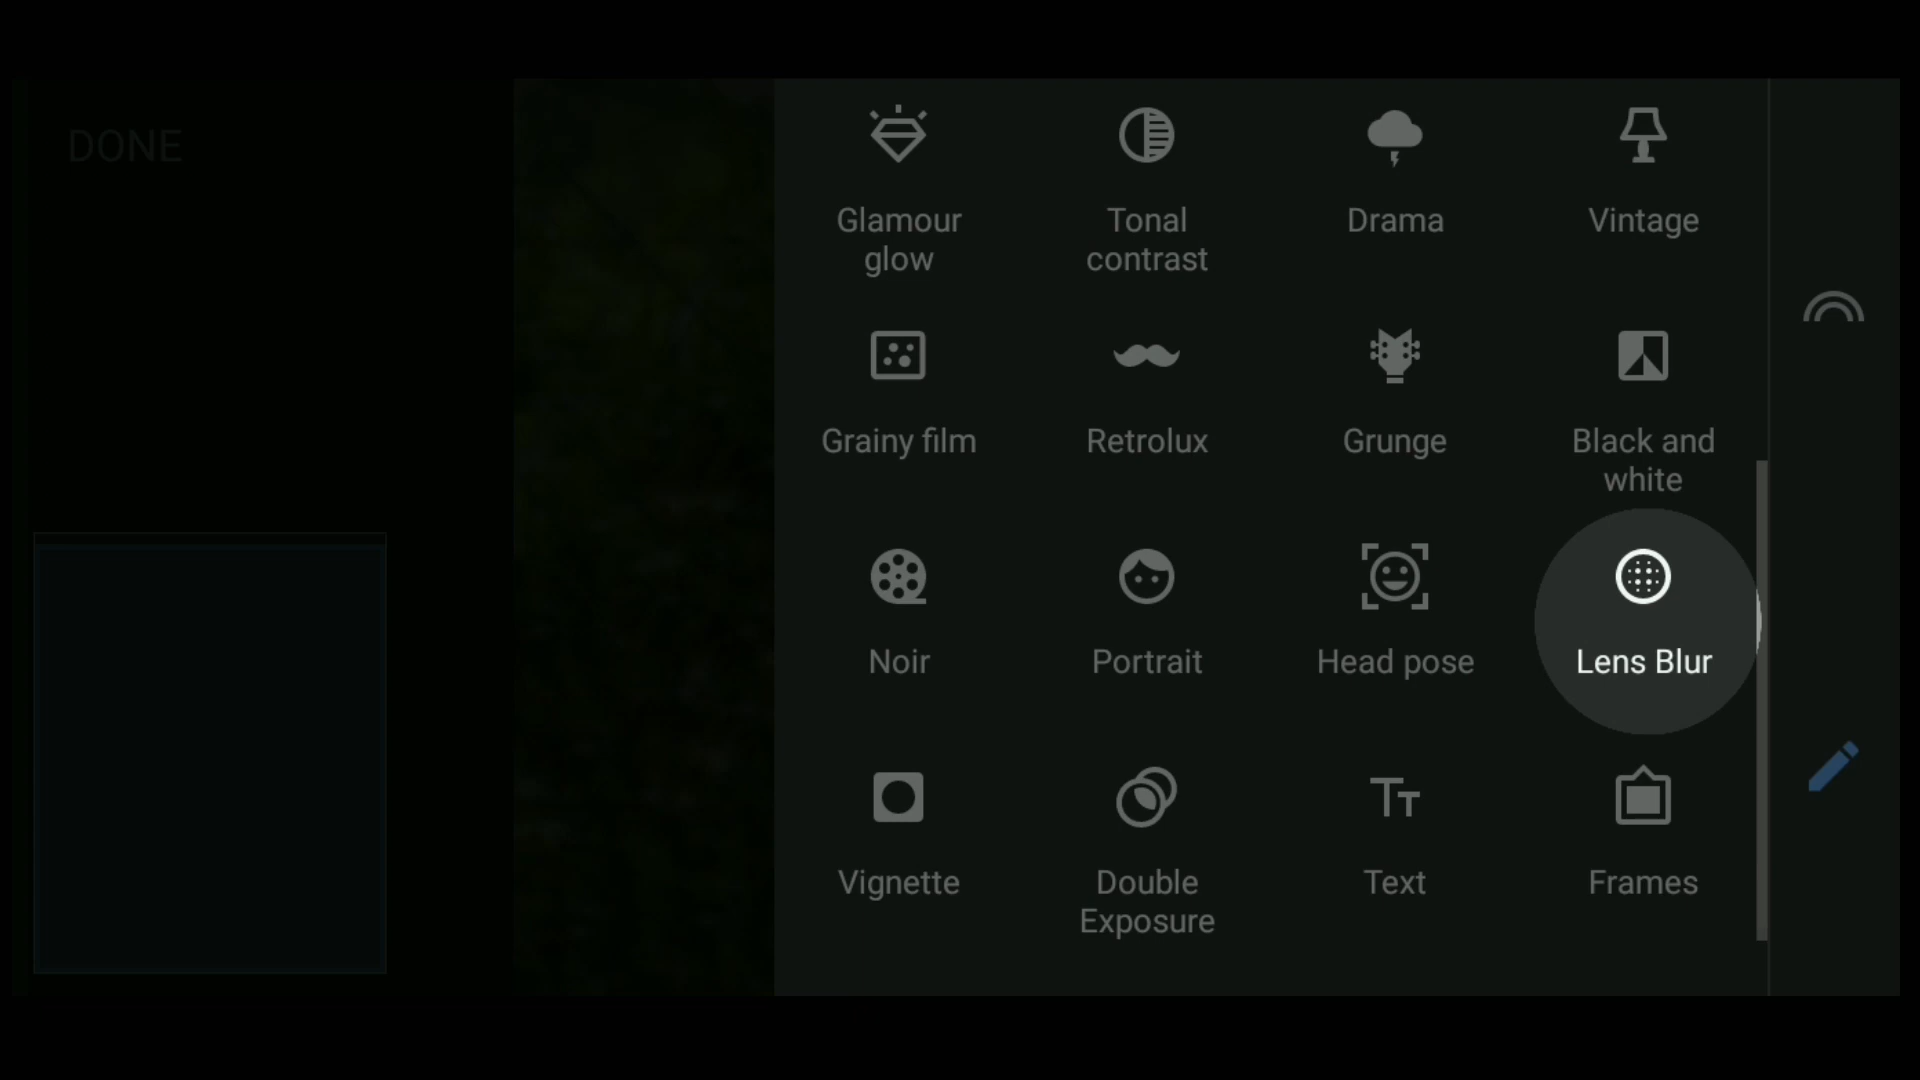 DONE
Glamour
glow
Tonal
contrast
Drama
Vintage
Grainy film
Retrolux
Grunge
Black and
white
Noir
Portrait
Head pose
Lens Blur
Vignette
Double
Exposure
Text
Frames